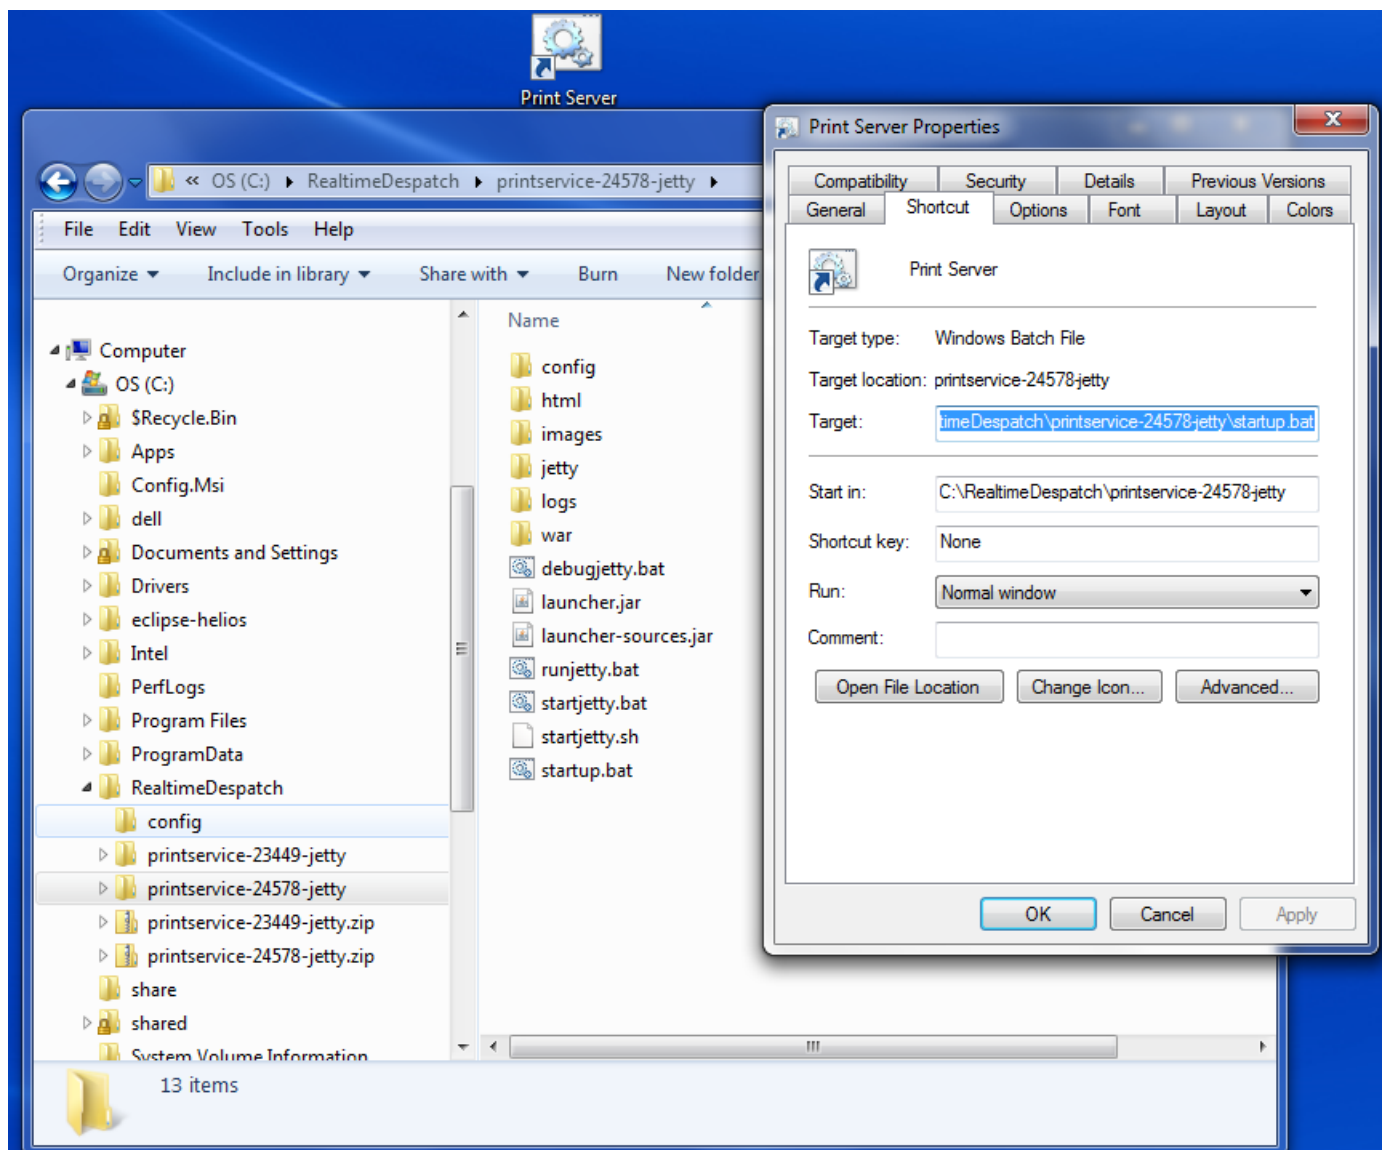 Print Server
« OS (C:) RealtimeDespatch printservice-24578-jetty
File Edit View Tools Help
Organize Include in library Share with Burn New folder
Computer
OS (C:)
$Recycle.Bin
Apps
Config.Msi
dell
Documents and Settings
Drivers
eclipse-helios
Intel
PerfLogs
Program Files
ProgramData
RealtimeDespatch
config
printservice-23449-jetty
printservice-24578-jetty
printservice-23449-jetty.zip
printservice-24578-jetty.zip
share
shared
System Volume Information
Name
config
html
images
jetty
logs
war
debugjetty.bat
launcher.jar
launcher-sources.jar
runjetty.bat
startjetty.bat
startjetty.sh
startup.bat
13 items
Print Server Properties
x
Compatibility Security Details Previous Versions
General Shortcut Options Font Layout Colors
Print Server
Target type: Windows Batch File
Target location: printservice-24578-jetty
Target: timeDespatch\printservice-24578-jetty\startup.bat
Start in: C:\RealtimeDespatch\printservice-24578-jetty
Shortcut key: None
Run: Normal window
Comment:
Open File Location Change Icon... Advanced...
OK Cancel Apply